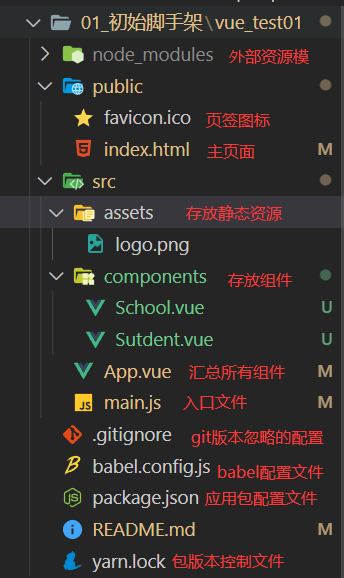 01_初始脚手架\vue_test01
node_modules 外部资源模
public
favicon.ico 页签图标
index.html 主页面 M
src
assets 存放静态资源
logo.png
components 存放组件
School.vue U
Sutdent.vue U
App.vue 汇总所有组件 M
JS main.js 入口文件 M
.gitignore git版本忽略的配置
babel.config.js babel配置文件
package.json 应用包配置文件
README.md M
yarn.lock 包版本控制文件